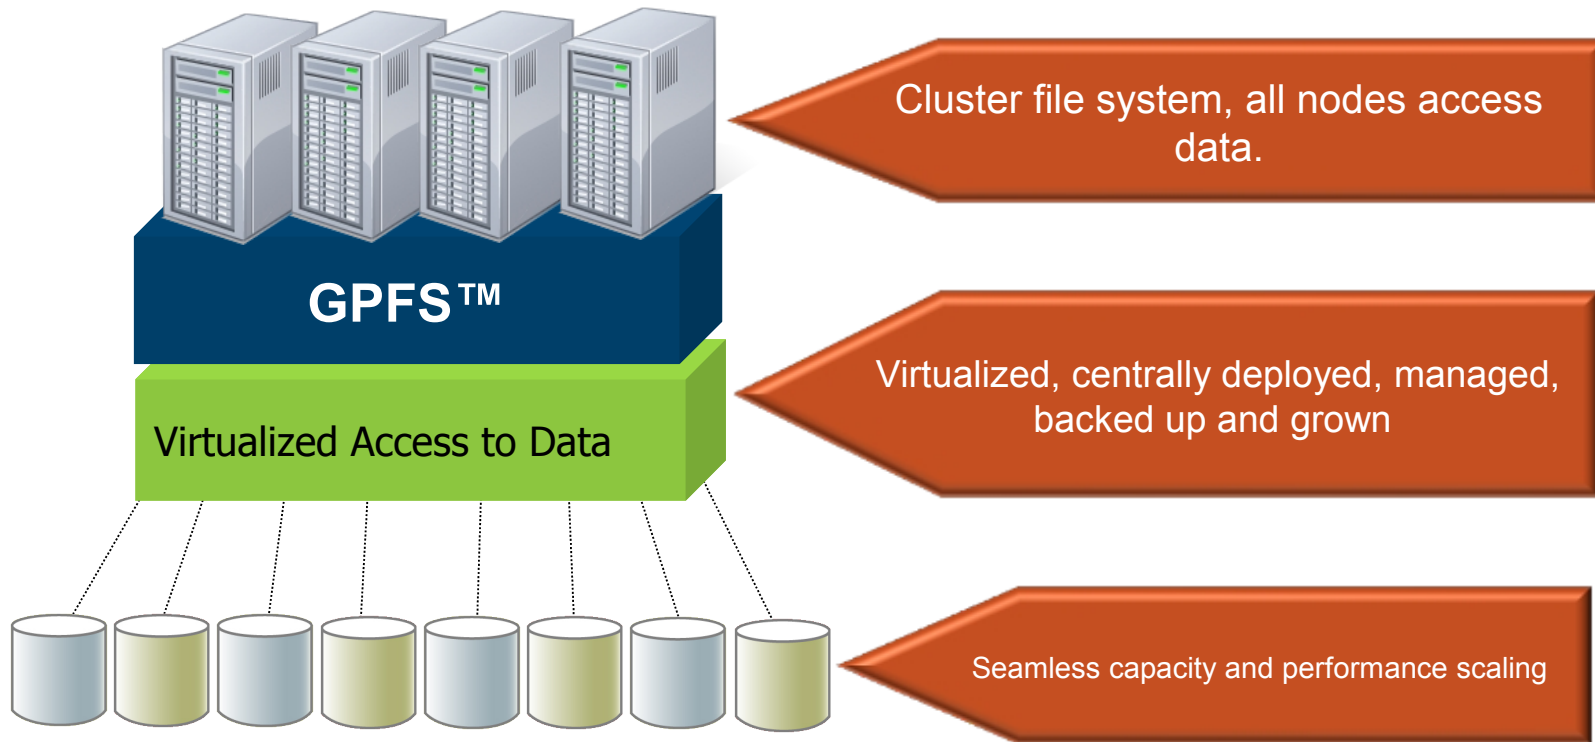 Cluster file system, all nodes access
data.
GPFS™
Virtualized, centrally deployed, managed,
backed up and grown
Virtualized Access to Data
Seamless capacity and performance scaling